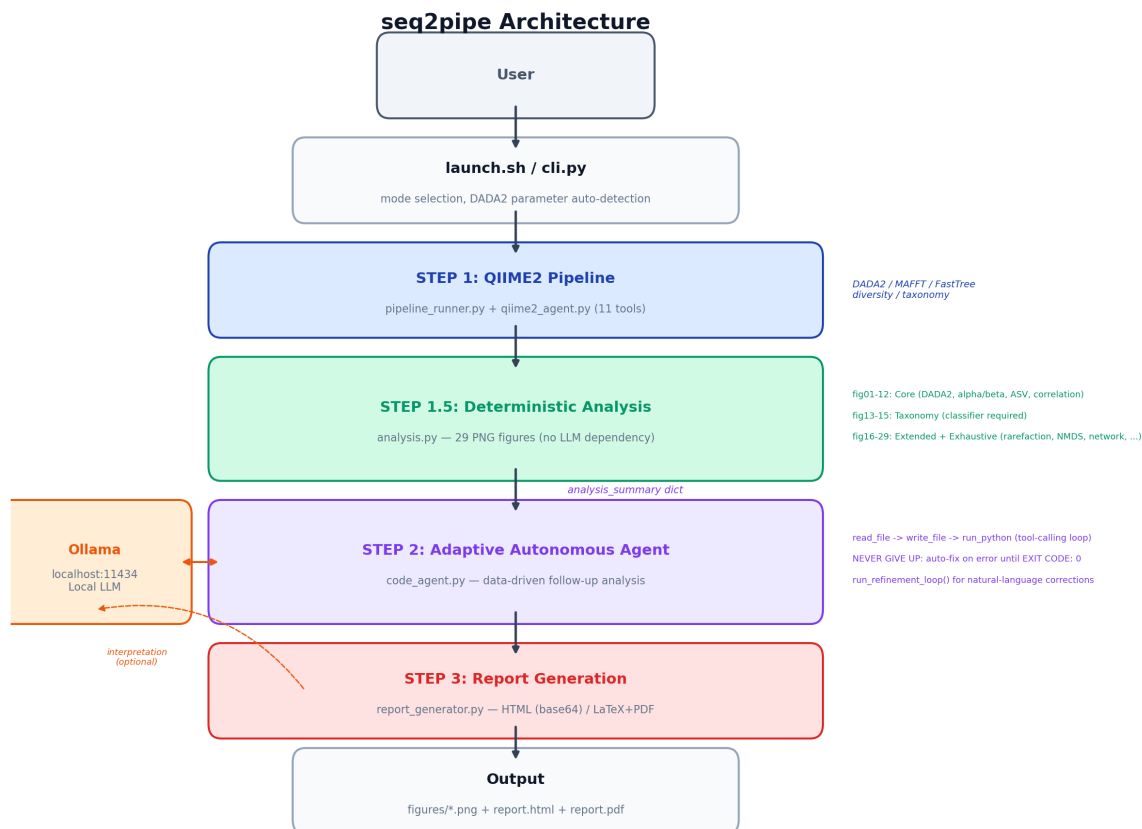 seq2pipe Architecture
User
launch.sh / cli.py
mode selection, DADA2 parameter auto-detection
STEP 1: QIIME2 Pipeline
pipeline_runner.py + qiime2_agent.py (11 tools)
DADA2 / MAFFT / FastTree
diversity / taxonomy
STEP 1.5: Deterministic Analysis
analysis.py — 29 PNG figures (no LLM dependency)
fig01-12: Core (DADA2, alpha/beta, ASV, correlation)
fig13-15: Taxonomy (classifier required)
fig16-29: Extended + Exhaustive (rarefaction, NMDS, network, ...)
analysis_summary dict
Ollama
localhost:11434
Local LLM
STEP 2: Adaptive Autonomous Agent
code_agent.py — data-driven follow-up analysis
read_file -> write_file -> run_python (tool-calling loop)
NEVER GIVE UP: auto-fix on error until EXIT CODE: 0
run_refinement_loop() for natural-language corrections
interpretation
(optional)
STEP 3: Report Generation
report_generator.py — HTML (base64) / LaTeX+PDF
Output
figures/*.png + report.html + report.pdf